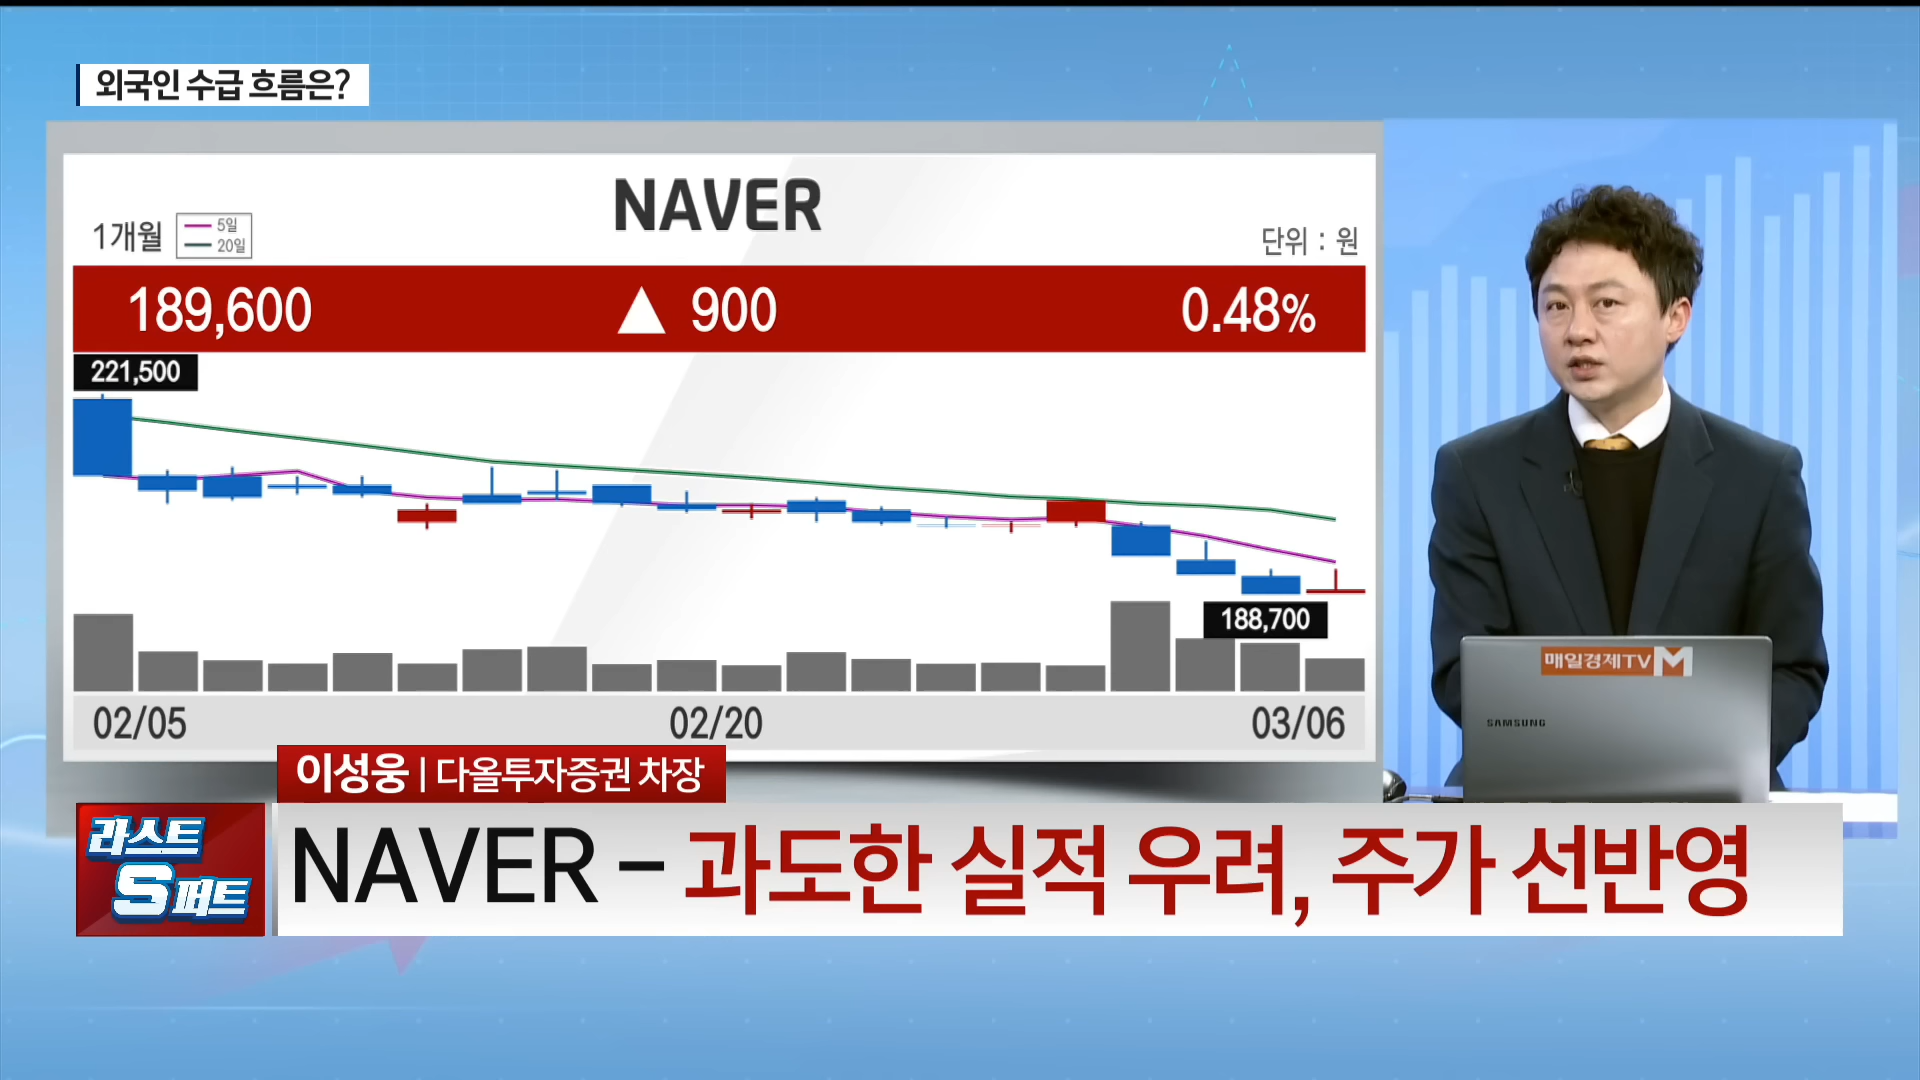 외국인 수급 흐름은?
NAVER
1개월
5일
20일
단위 : 원
189,600 ▲ 900 0.48%
221,500
188,700
02/05 02/20 03/06
매일경제TV M
SAMSUNG
이성웅 | 다올투자증권 차장
라스트
S퍼트
NAVER - 과도한 실적 우려, 주가 선반영